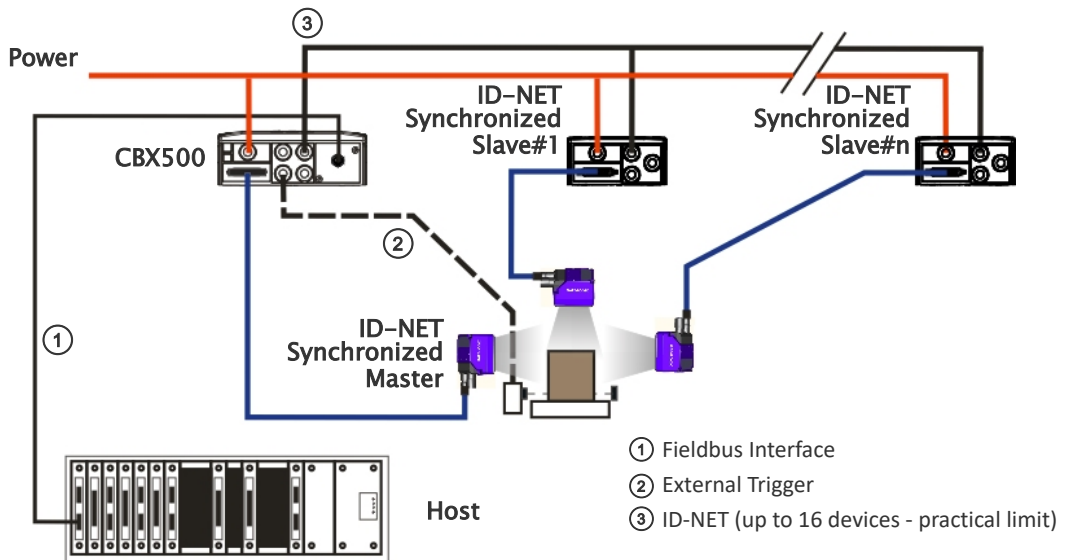 3
Power
ID-NET
Synchronized
Slave#1
ID-NET
Synchronized
Slave#n
CBX500
2
1
ID-NET
Synchronized
Master
Host
1 Fieldbus Interface
2 External Trigger
3 ID-NET (up to 16 devices - practical limit)